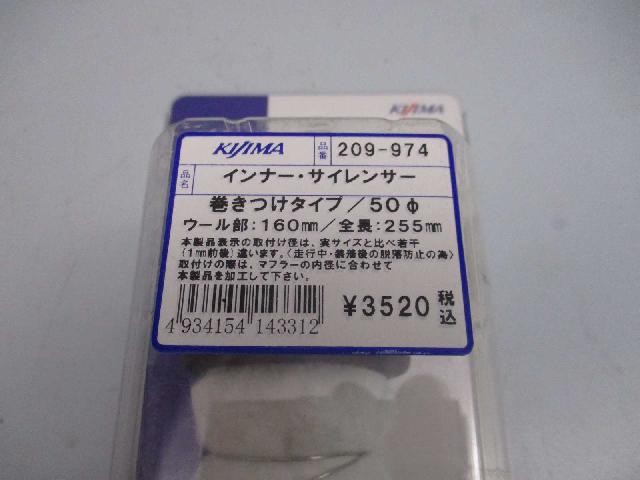 KIJIMA
KIJIMA 品番 209-974
品名 インナー・サイレンサー
巻きつけタイプ/50φ
ウール部:160mm/全長:255mm
本製品表示の取付け径は、実サイズと比べ若干
(1mm前後)違います。〈走行中・装着後の脱落防止の為〉
取付けの際は、マフラーの内径に合わせて
本製品を加工して下さい。
¥3520 税込
4 934154 143312